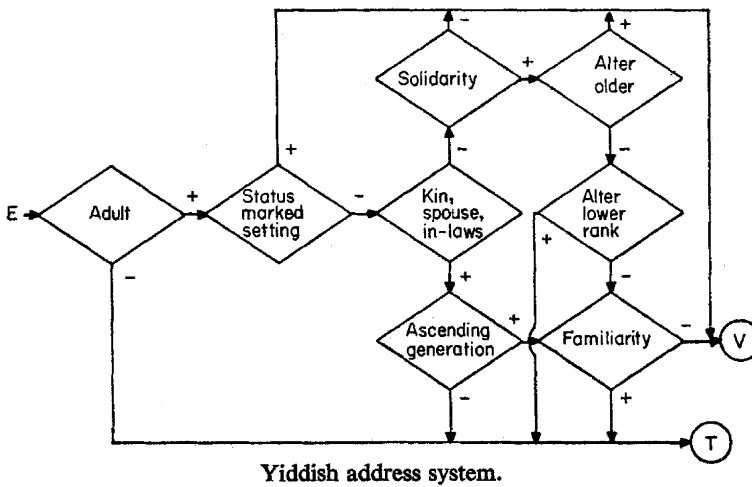 Solidarity
Alter
older
E
Adult
Status
marked
setting
Kin,
spouse,
in-laws
Alter
lower
rank
Ascending
generation
Familiarity
V
T
+
-
+
-
+
-
+
-
+
-
+
-
+
-
+
-
Yiddish address system.